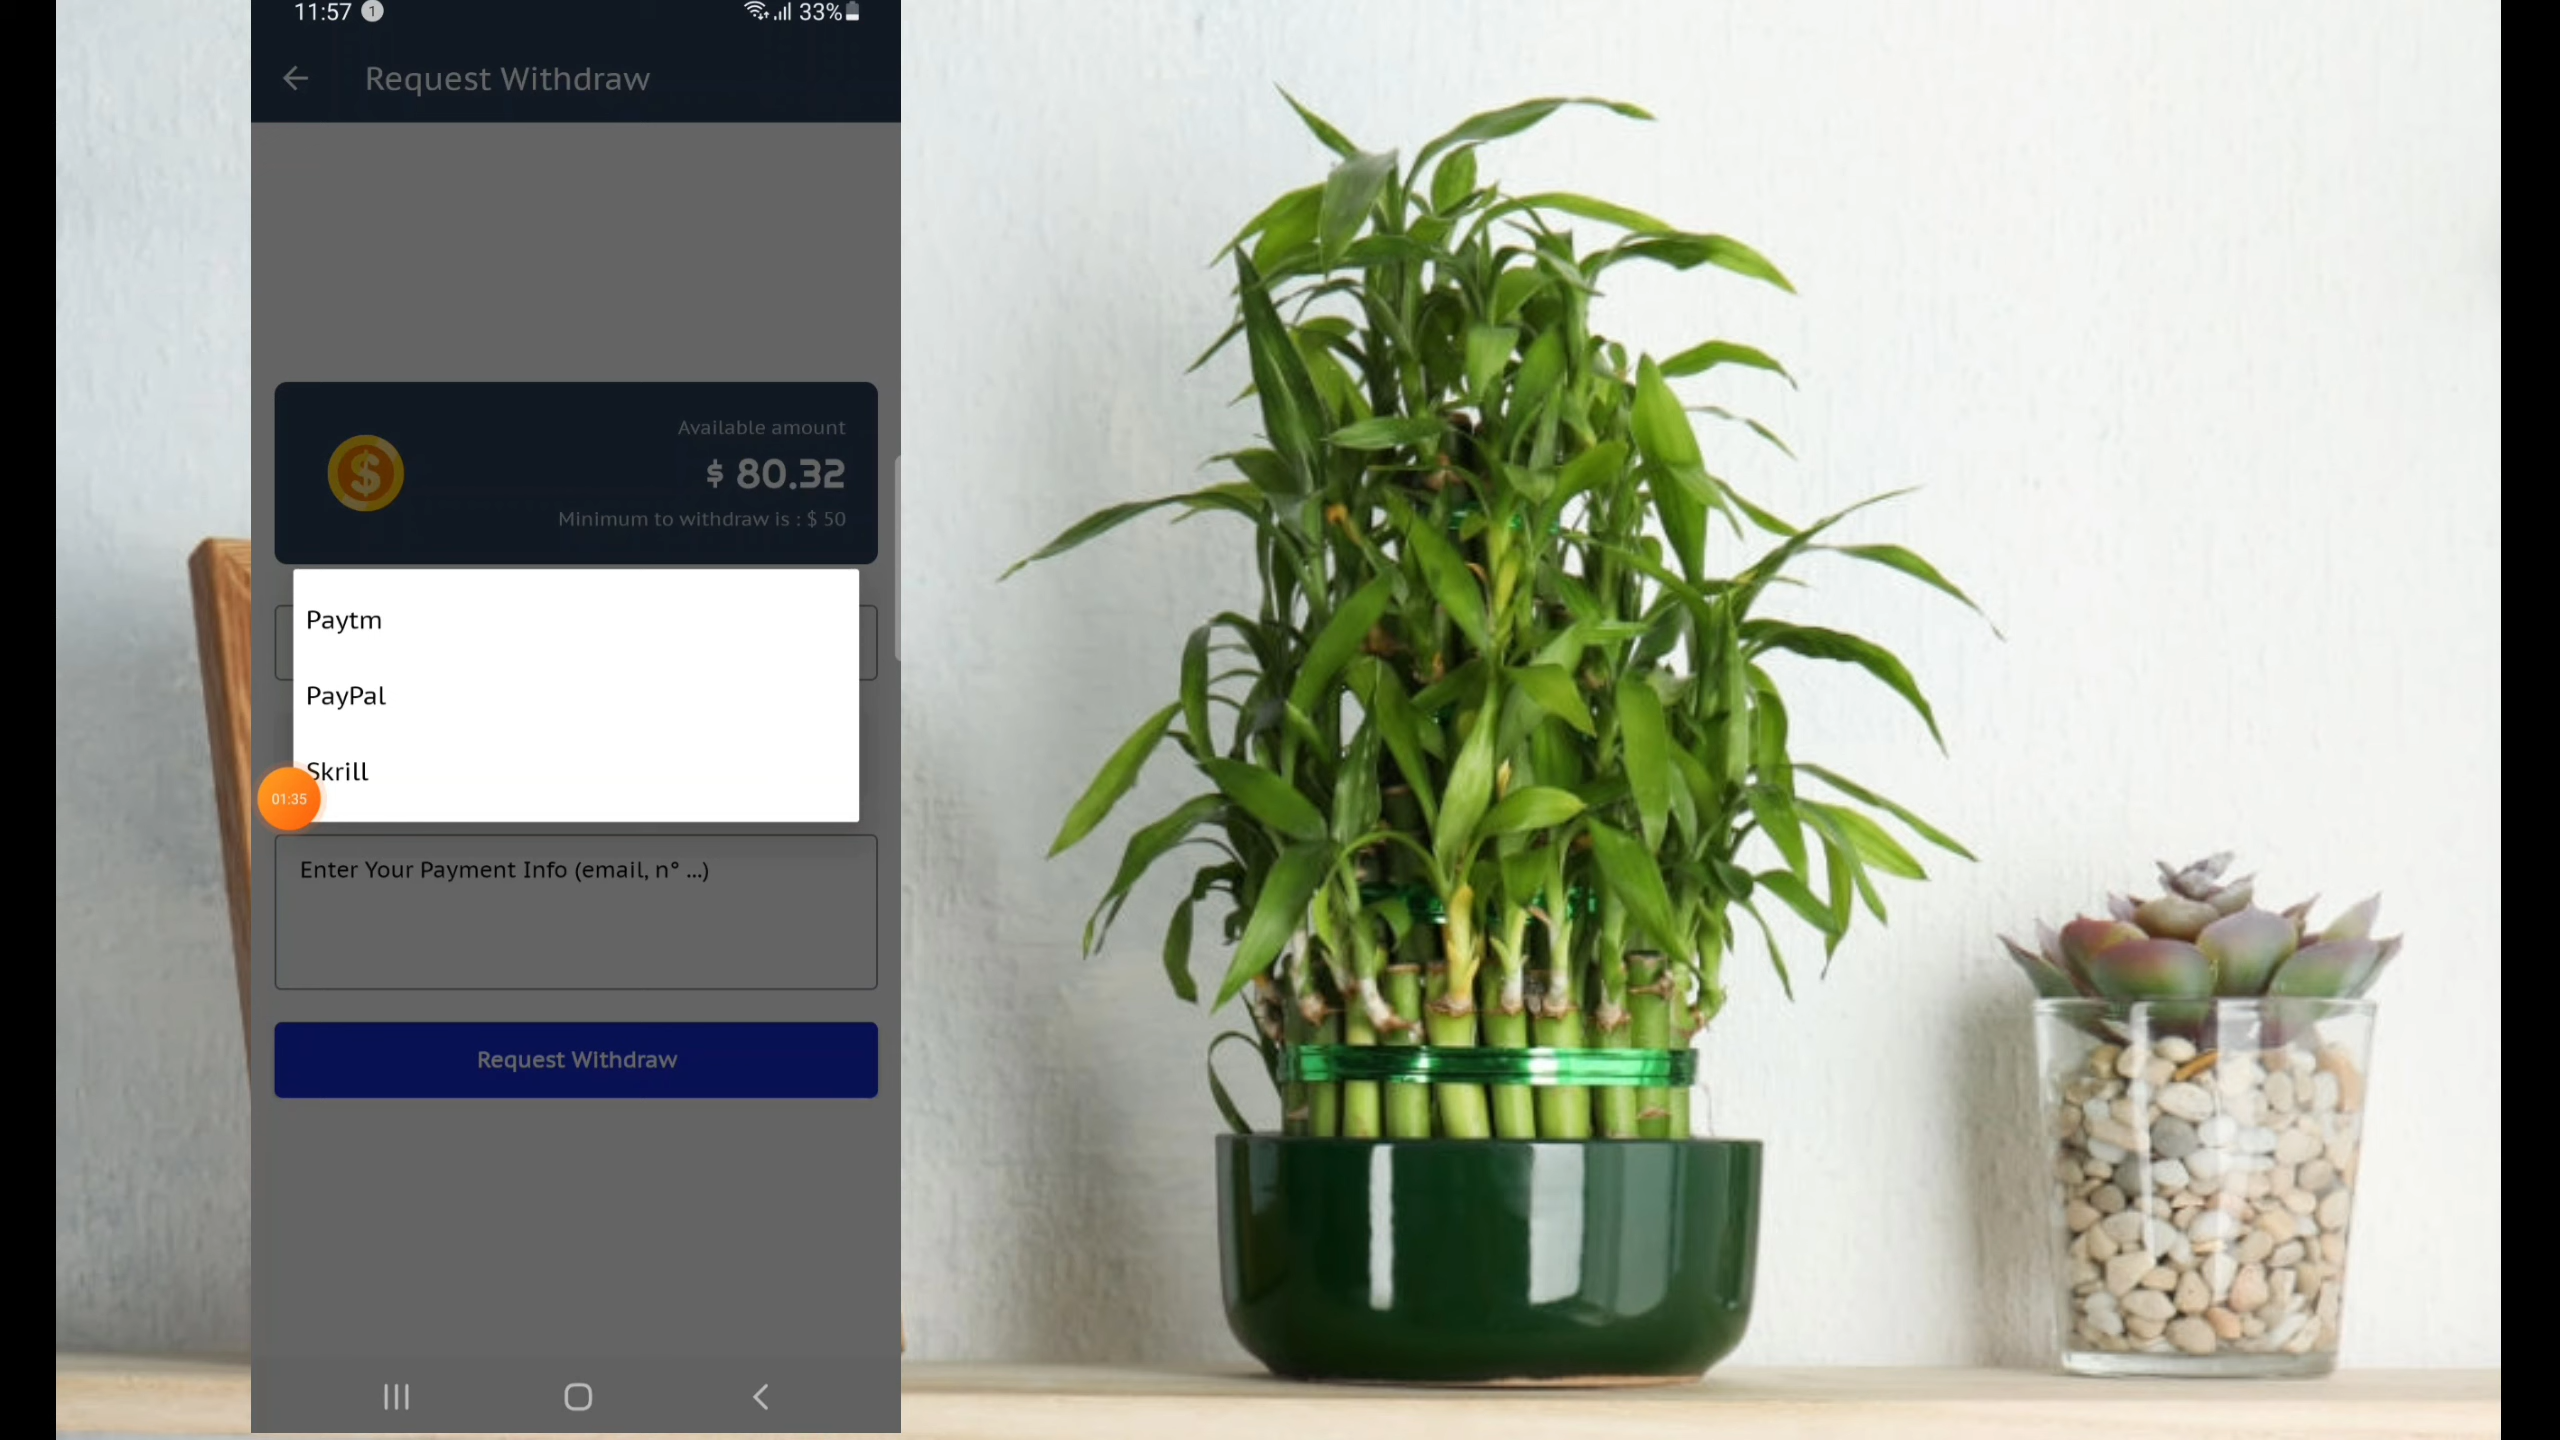 11:57 1 33%
Request Withdraw
Available amount
$ 80.32
Minimum to withdraw is : $ 50
Paytm
PayPal
Skrill
01:35
Enter Your Payment Info (email, n° ...)
Request Withdraw